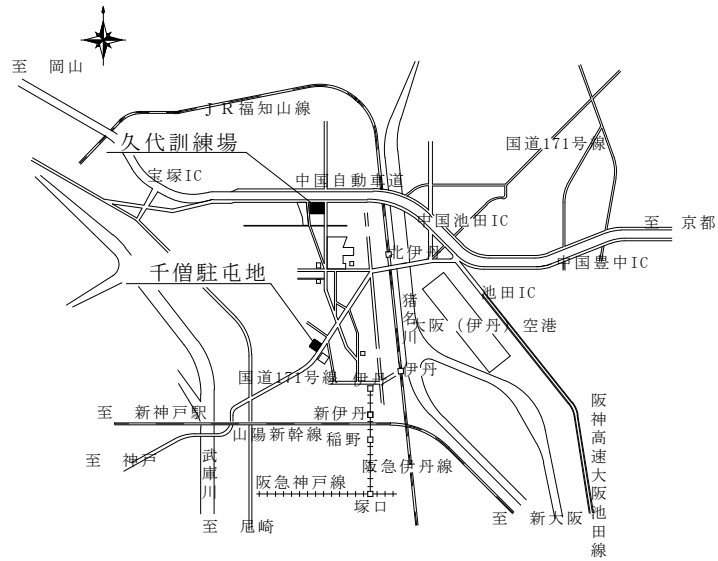 至 岡山
ＪＲ福知山線
久代訓練場
国道171号線
宝塚IC
中国自動車道
中国池田IC
至 京都
北伊丹
中国豊中IC
千僧駐屯地
池田IC
猪名川
大阪（伊丹）空港
国道171号線
伊丹
伊丹
至 新神戸駅
新伊丹
阪神高速大阪池田線
山陽新幹線
稲野
至 神戸
武庫川
阪急伊丹線
阪急神戸線
塚口
至 尼崎
至 新大阪